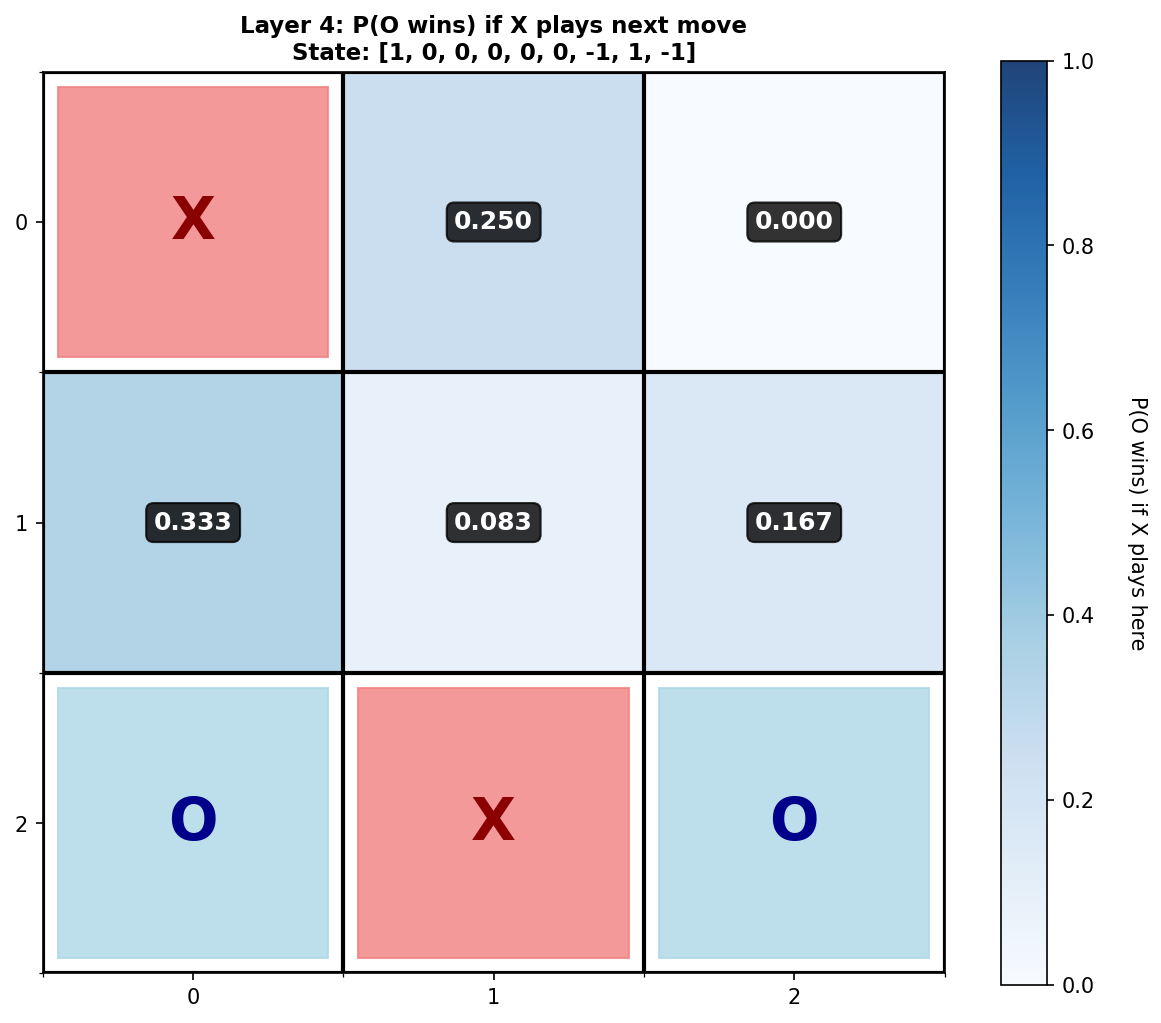 Layer 4: P(O wins) if X plays next move
State: [1, 0, 0, 0, 0, 0, -1, 1, -1]
0
X
0.250
0.000
1
0.333
0.083
0.167
2
O
X
O
0
1
2
1.0
0.8
0.6
0.4
0.2
0.0
P(O wins) if X plays here